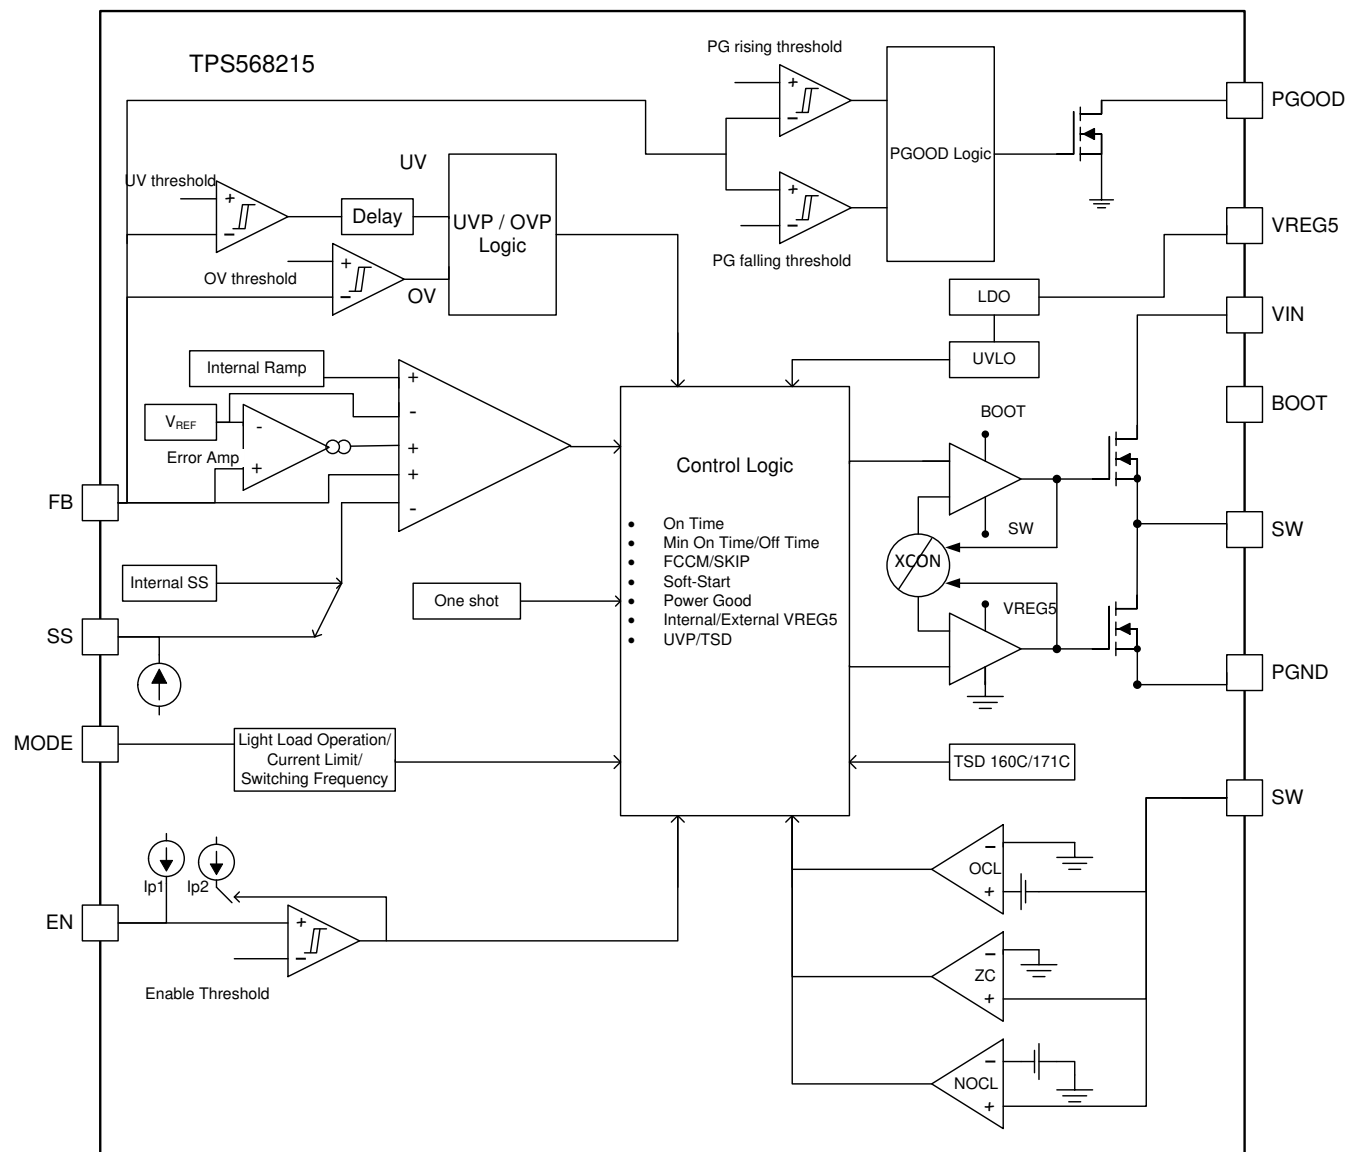 TPS568215
PG rising threshold
PGOOD
PGOOD Logic
UV
UV threshold
+
−
Delay
UVP / OVP
Logic
OV threshold
OV
+
−
+
−
+
−
PG falling threshold
VREG5
LDO
VIN
UVLO
Internal Ramp
VREF
Error Amp
-
+
+
-
+
+
-
BOOT
BOOT
FB
Control Logic
• On Time
• Min On Time/Off Time
• FCCM/SKIP
• Soft-Start
• Power Good
• Internal/External VREG5
• UVP/TSD
SW
SW
XCON
Internal SS
One shot
VREG5
SS
PGND
MODE
Light Load Operation/
Current Limit/
Switching Frequency
TSD 160C/171C
SW
Ip1
Ip2
EN
+
−
Enable Threshold
−
OCL
+
−
ZC
+
−
NOCL
+